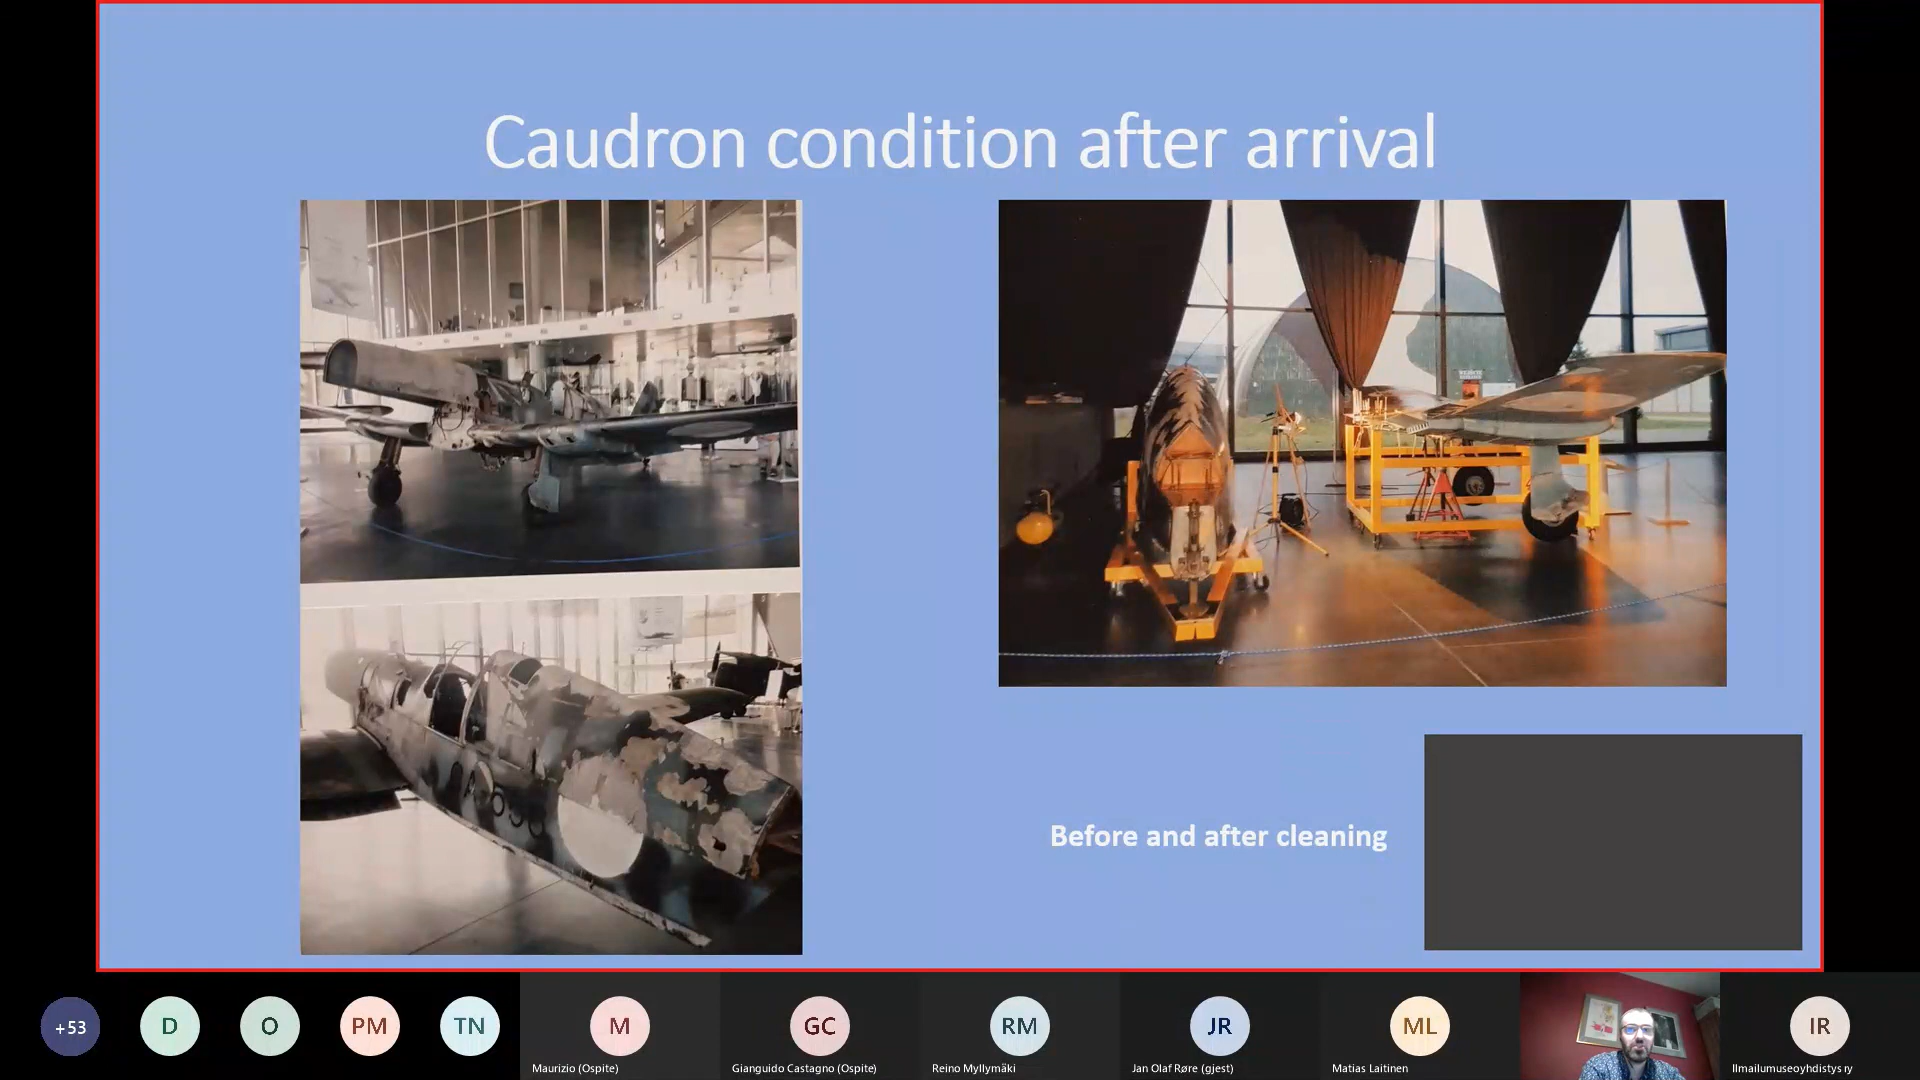 Caudron condition after arrival
Before and after cleaning
+53
D
O
PM
TN
M
GC
RM
JR
ML
IR
Maurizio (Ospite)
Gianguido Castagno (Ospite)
Reino Myllymäki
Jan Olaf Røre (gjest)
Matias Laitinen
Ilmailumuseoyhdistys ry